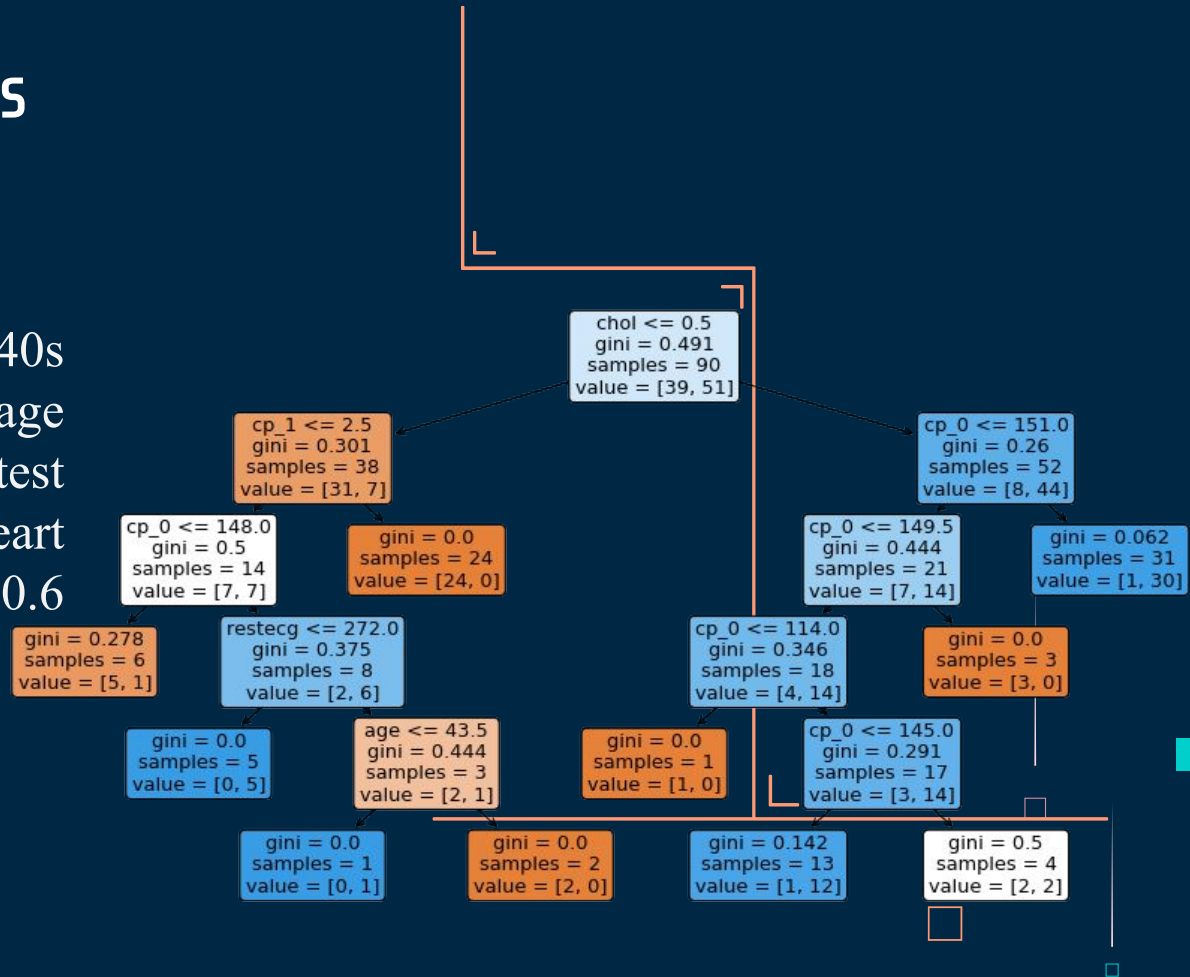 s
40s
age
test
eart
0.6
chol <= 0.5
gini = 0.491
samples = 90
value = [39, 51]
cp_1 <= 2.5
gini = 0.301
samples = 38
value = [31, 7]
cp_0 <= 151.0
gini = 0.26
samples = 52
value = [8, 44]
cp_0 <= 148.0
gini = 0.5
samples = 14
value = [7, 7]
gini = 0.0
samples = 24
value = [24, 0]
cp_0 <= 149.5
gini = 0.444
samples = 21
value = [7, 14]
gini = 0.062
samples = 31
value = [1, 30]
gini = 0.278
samples = 6
value = [5, 1]
restecg <= 272.0
gini = 0.375
samples = 8
value = [2, 6]
cp_0 <= 114.0
gini = 0.346
samples = 18
value = [4, 14]
gini = 0.0
samples = 3
value = [3, 0]
gini = 0.0
samples = 5
value = [0, 5]
age <= 43.5
gini = 0.444
samples = 3
value = [2, 1]
gini = 0.0
samples = 1
value = [1, 0]
cp_0 <= 145.0
gini = 0.291
samples = 17
value = [3, 14]
gini = 0.0
samples = 1
value = [0, 1]
gini = 0.0
samples = 2
value = [2, 0]
gini = 0.142
samples = 13
value = [1, 12]
gini = 0.5
samples = 4
value = [2, 2]